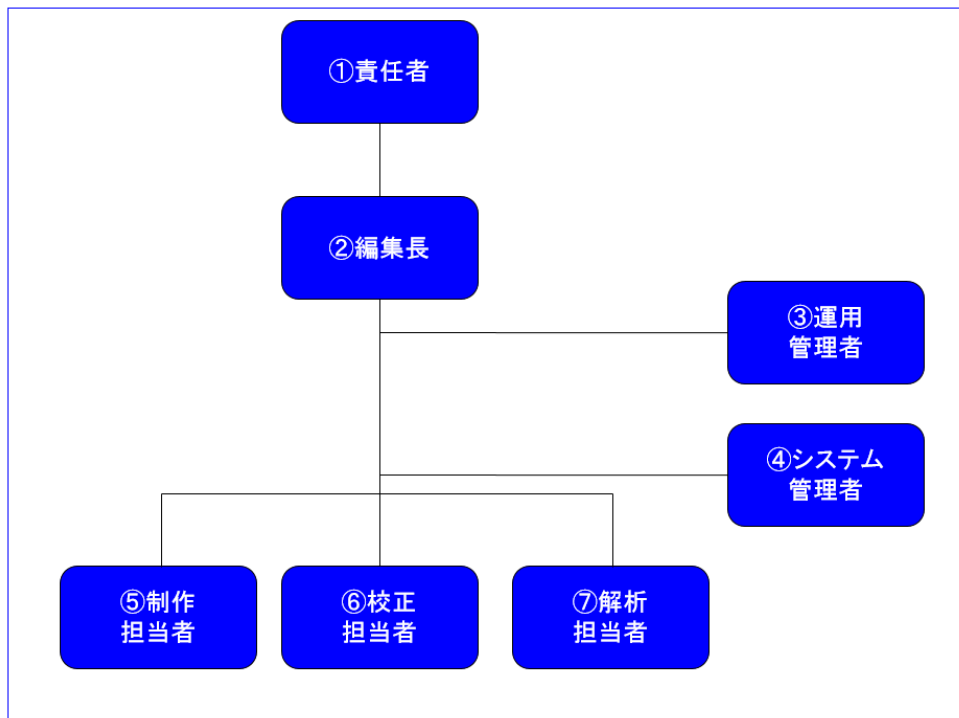 ①責任者
②編集長
③運用
管理者
④システム
管理者
⑤制作
担当者
⑥校正
担当者
⑦解析
担当者